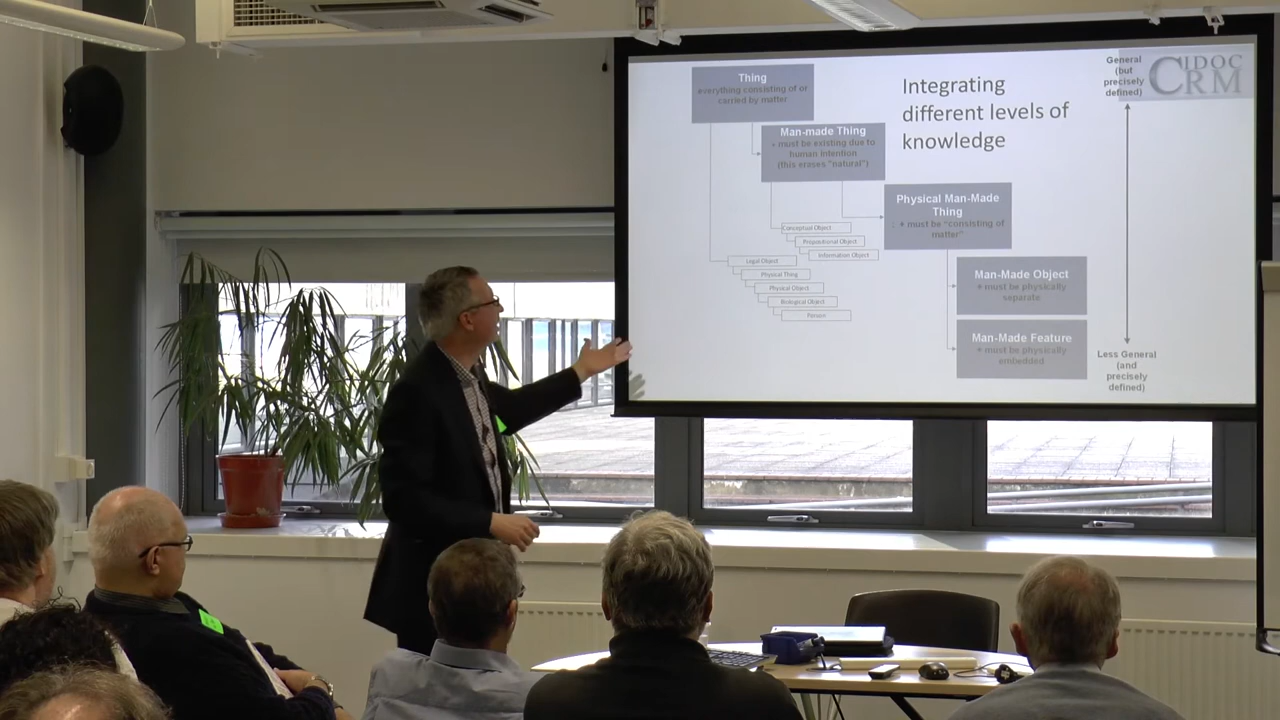 Thing
everything consisting of or
carried by matter
Man-made Thing
+ must be existing due to
human intention
(this erases "natural")
Integrating
different levels of
knowledge
General
(but
precisely
defined)
CIDOC
CRM
Physical Man-Made
Thing
: + must be "consisting of
matter"
Conceptual Object
Propositional Object
Information Object
Legal Object
Physical Thing
Physical Object
Biological Object
Person
Man-Made Object
+ must be physically
separate
Man-Made Feature
+ must be physically
embedded
Less General
(and
precisely
defined)